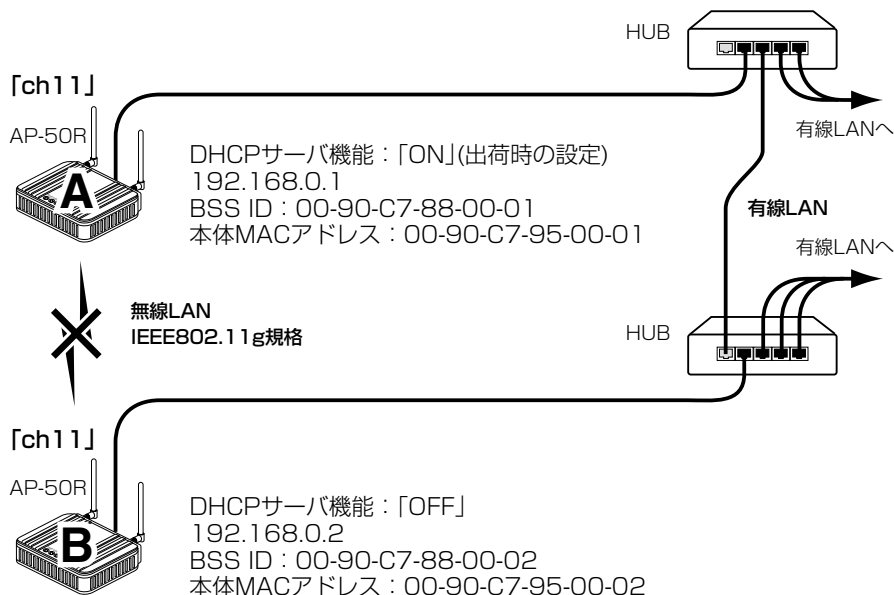 HUB
「ch11」
AP-50R
有線LANへ
A
DHCPサーバ機能：「ON」(出荷時の設定)
192.168.0.1
BSS ID：00-90-C7-88-00-01
本体MACアドレス：00-90-C7-95-00-01
有線LAN
有線LANへ
無線LAN
IEEE802.11g規格
HUB
「ch11」
AP-50R
B
DHCPサーバ機能：「OFF」
192.168.0.2
BSS ID：00-90-C7-88-00-02
本体MACアドレス：00-90-C7-95-00-02